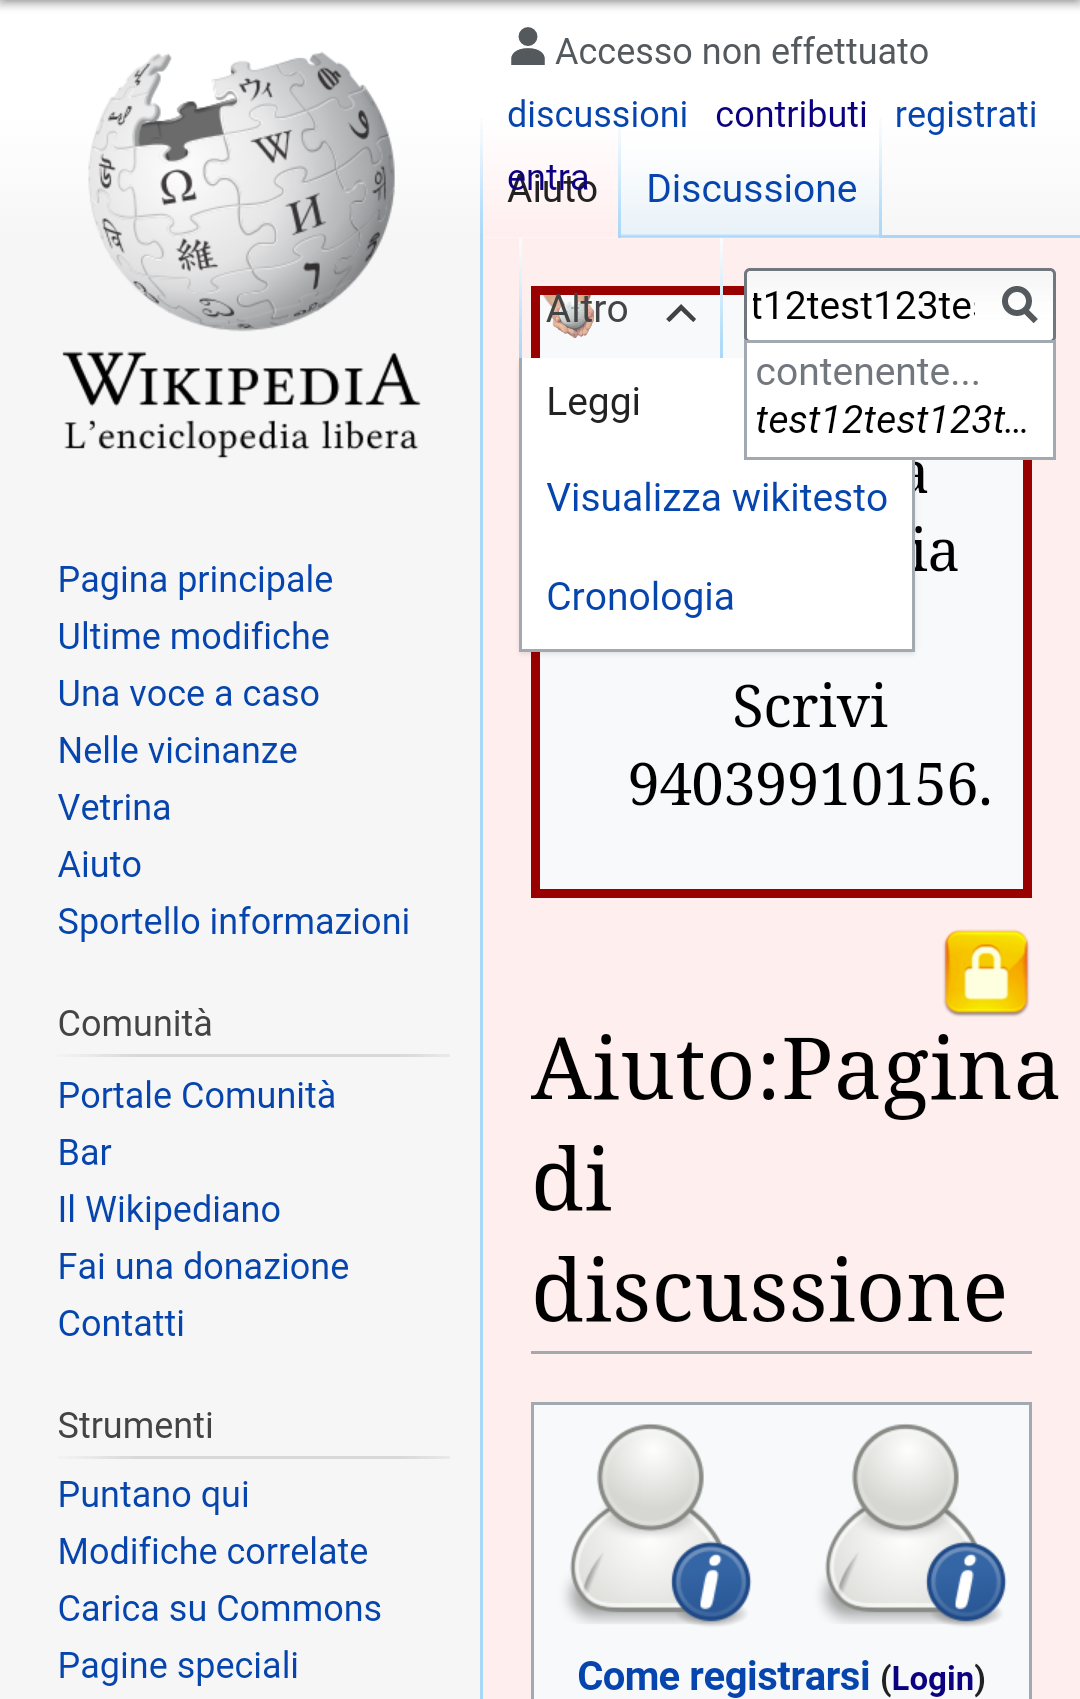 Accesso non effettuato
discussioni contributi registrati
entra
Aiuto Discussione
Altro
t12test123te
contenente...
test12test123t...
Leggi
Visualizza wikitesto
Cronologia
ia
Scrivi
94039910156.
WIKIPEDIA
L'enciclopedia libera
Pagina principale
Ultime modifiche
Una voce a caso
Nelle vicinanze
Vetrina
Aiuto
Sportello informazioni
Comunità
Portale Comunità
Bar
Il Wikipediano
Fai una donazione
Contatti
Strumenti
Puntano qui
Modifiche correlate
Carica su Commons
Pagine speciali
Aiuto:Pagina
di
discussione
Come registrarsi (Login)